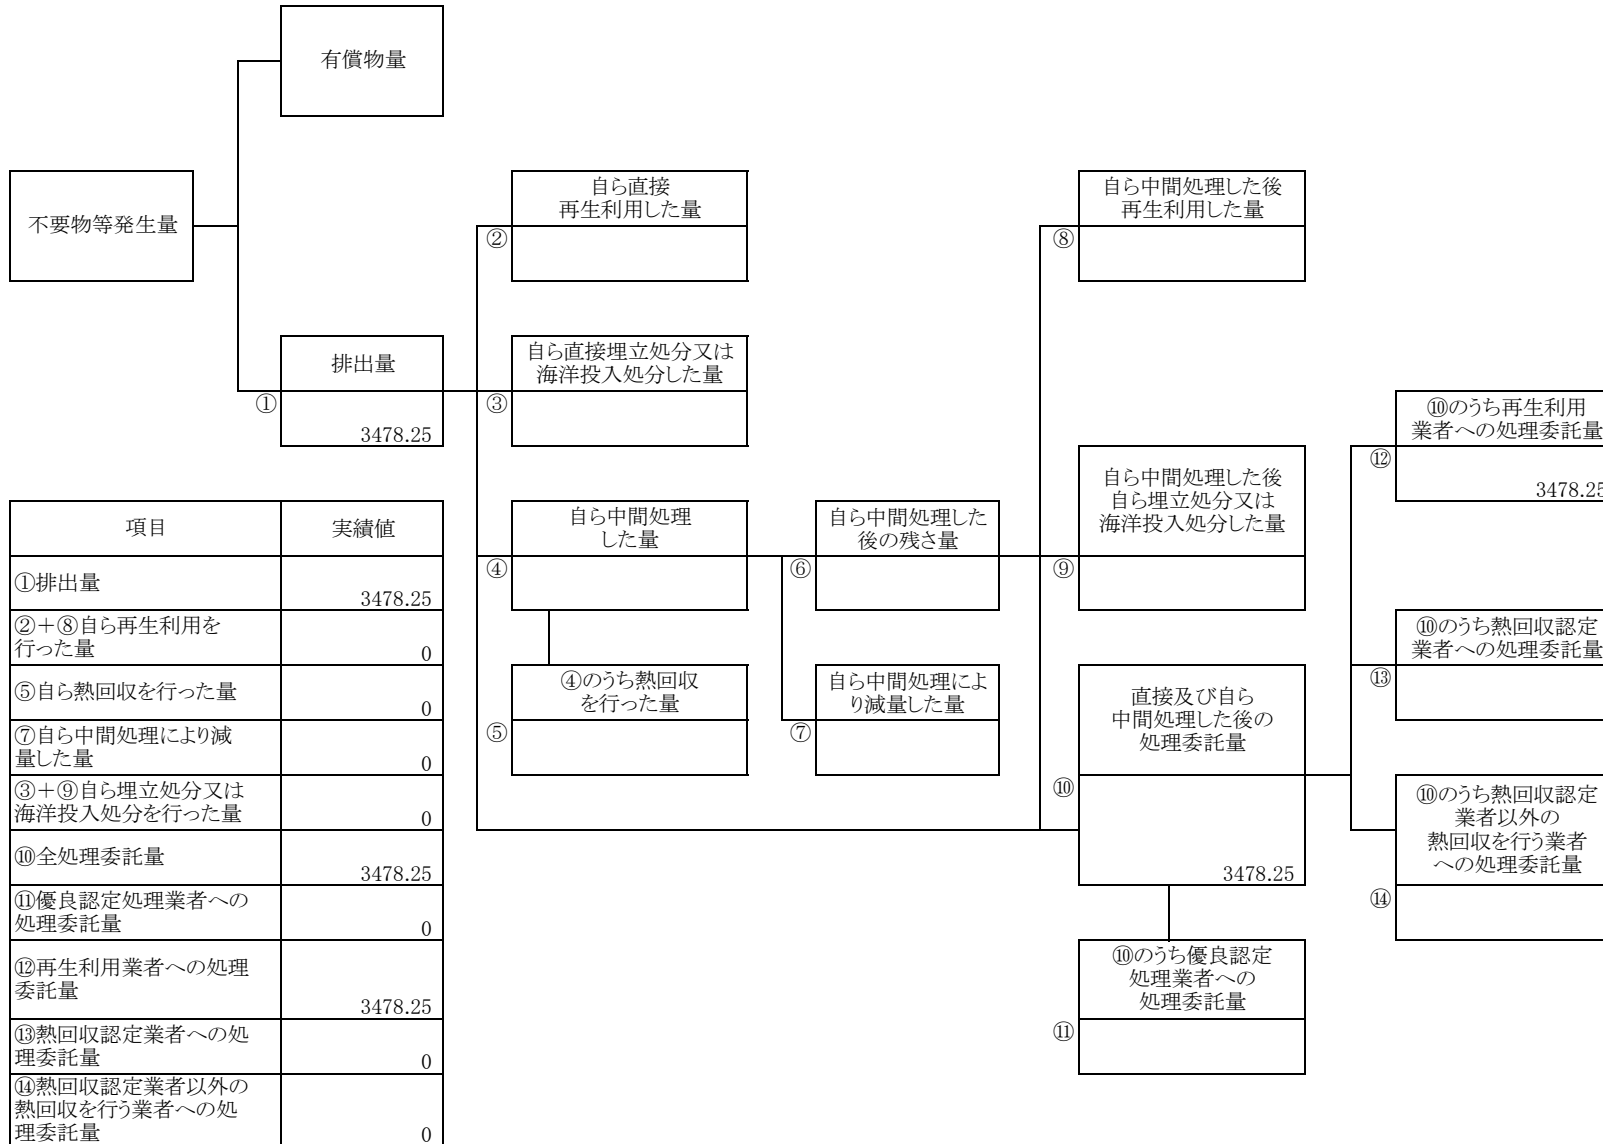 有償物量
不要物等発生量
自ら直接
再生利用した量
②
自ら中間処理した後
再生利用した量
⑧
排出量
①
3478.25
自ら直接埋立処分又は
海洋投入処分した量
③
⑩のうち再生利用
業者への処理委託量
⑫
3478.25
自ら中間処理
した量
④
自ら中間処理した
後の残さ量
⑥
自ら中間処理した後
自ら埋立処分又は
海洋投入処分した量
⑨
⑩のうち熱回収認定
業者への処理委託量
⑬
④のうち熱回収
を行った量
⑤
自ら中間処理によ
り減量した量
⑦
直接及び自ら
中間処理した後の
処理委託量
⑩
3478.25
⑩のうち熱回収認定
業者以外の
熱回収を行う業者
への処理委託量
⑭
⑩のうち優良認定
処理業者への
処理委託量
⑪
項目 実績値
①排出量 3478.25
②+⑧自ら再生利用を
行った量 0
⑤自ら熱回収を行った量 0
⑦自ら中間処理により減
量した量 0
③+⑨自ら埋立処分又は
海洋投入処分を行った量 0
⑩全処理委託量 3478.25
⑪優良認定処理業者への
処理委託量 0
⑫再生利用業者への処理
委託量 3478.25
⑬熱回収認定業者への処
理委託量 0
⑭熱回収認定業者以外の
熱回収を行う業者への処
理委託量 0